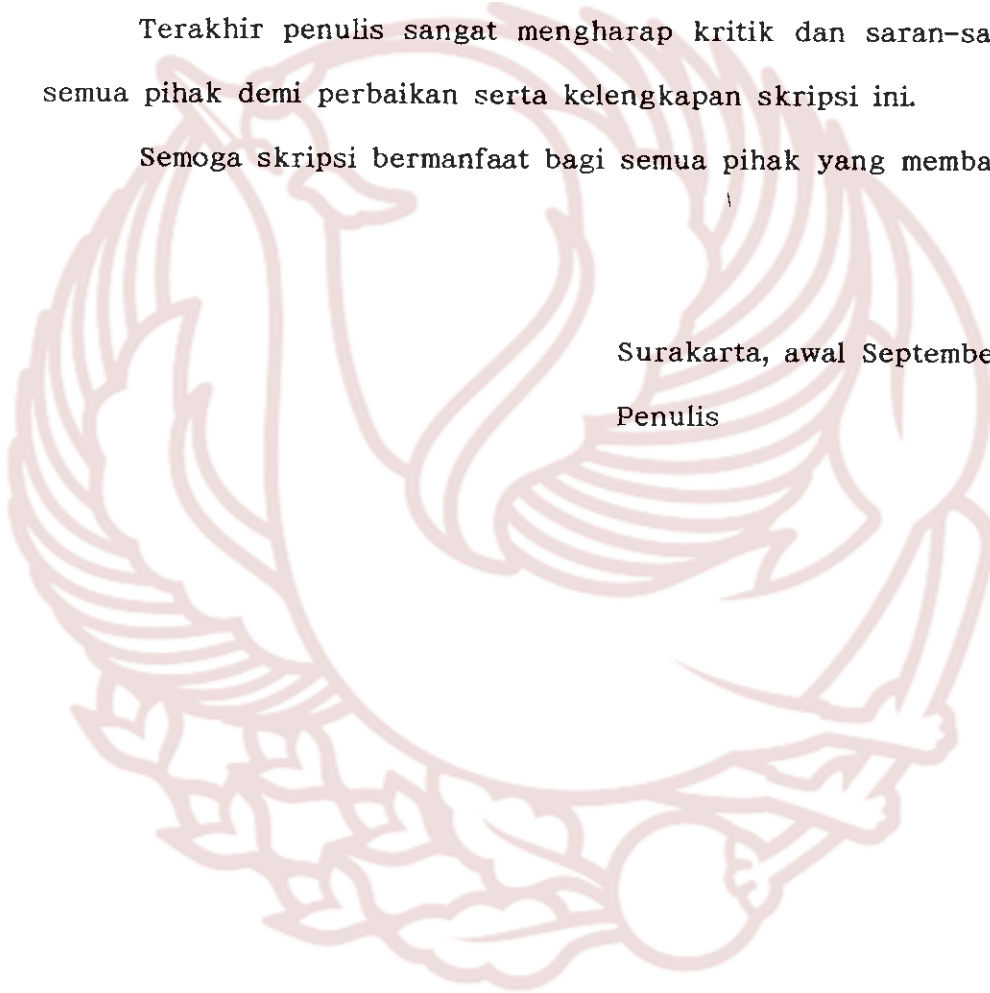 Terakhir penulis sangat mengharap kritik dan saran-sa
semua pihak demi perbaikan serta kelengkapan skripsi ini.
Semoga skripsi bermanfaat bagi semua pihak yang memba
Surakarta, awal Septembe
Penulis